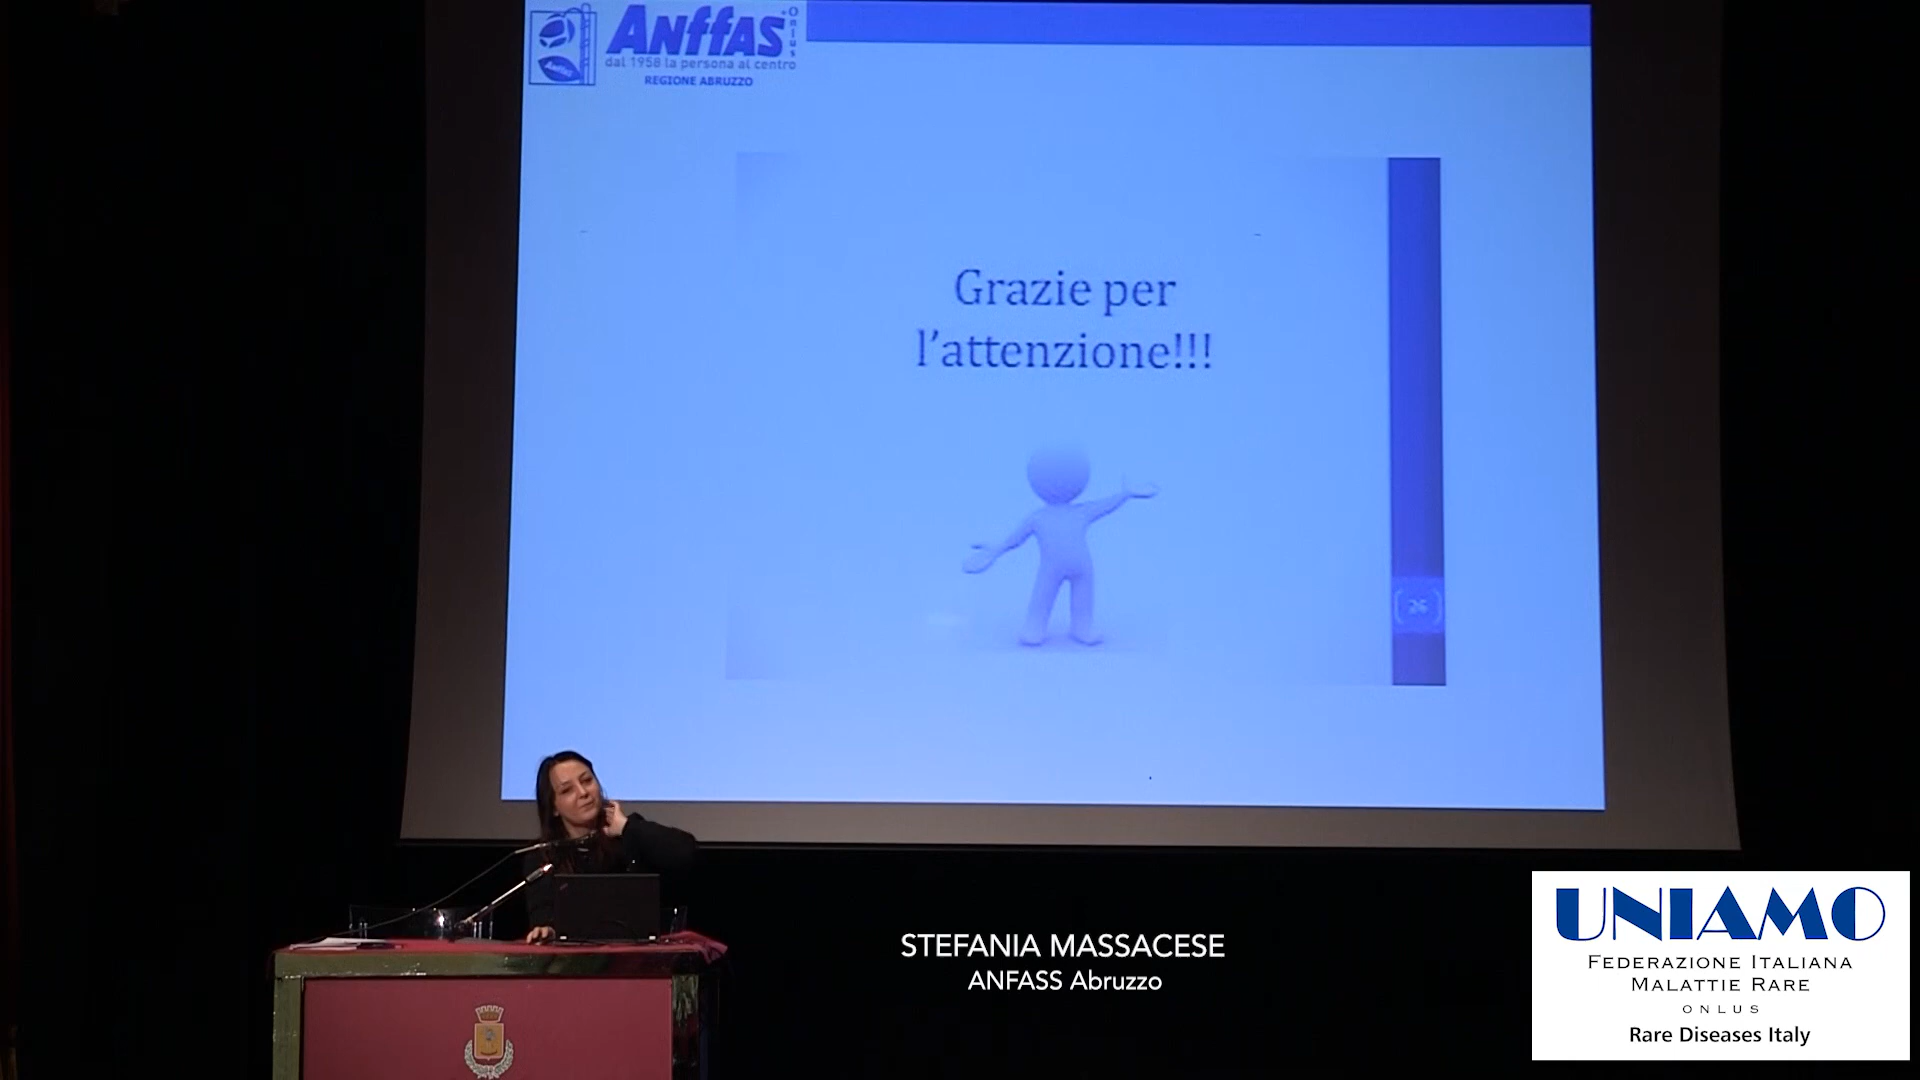 Anffas
Onlus
dal 1958 la persona al centro
REGIONE ABRUZZO
Grazie per
l'attenzione!!!
26
STEFANIA MASSACESE
ANFASS Abruzzo
UNIAMO
FEDERAZIONE ITALIANA
MALATTIE RARE
ONLUS
Rare Diseases Italy